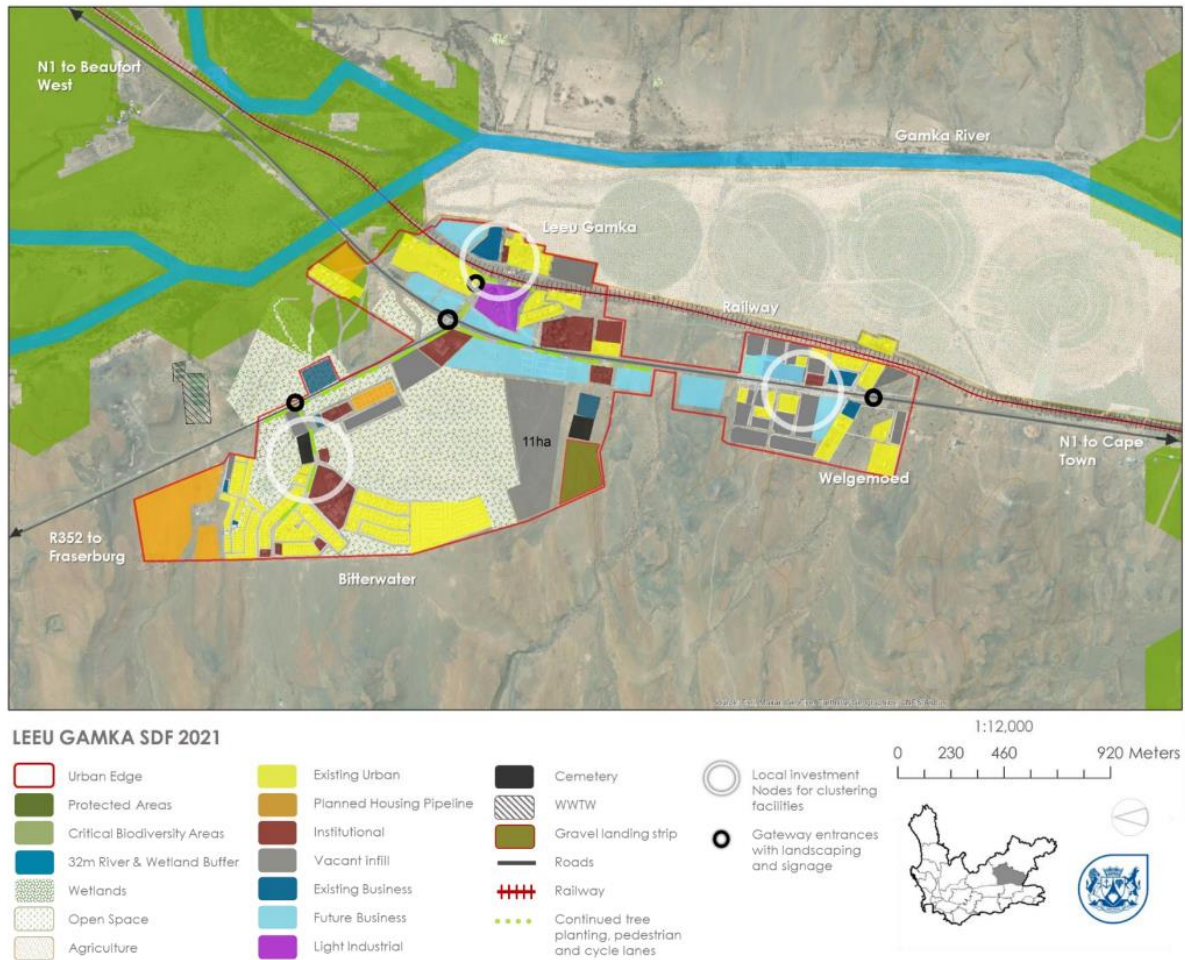 N1 to Beaufort
West
Gamka River
Leeu Gamka
Railway
11ha
N1 to Cape
Town
Welgemoed
R352 to
Fraserburg
Bitterwater
LEEU GAMKA SDF 2021
Urban Edge
Protected Areas
Critical Biodiversity Areas
32m River & Wetland Buffer
Wetlands
Open Space
Agriculture
Existing Urban
Planned Housing Pipeline
Institutional
Vacant infill
Existing Business
Future Business
Light Industrial
Cemetery
WWTW
Gravel landing strip
Roads
Railway
Continued tree
planting, pedestrian
and cycle lanes
Local investment
Nodes for clustering
facilities
Gateway entrances
with landscaping
and signage
1:12,000
0 230 460 920 Meters